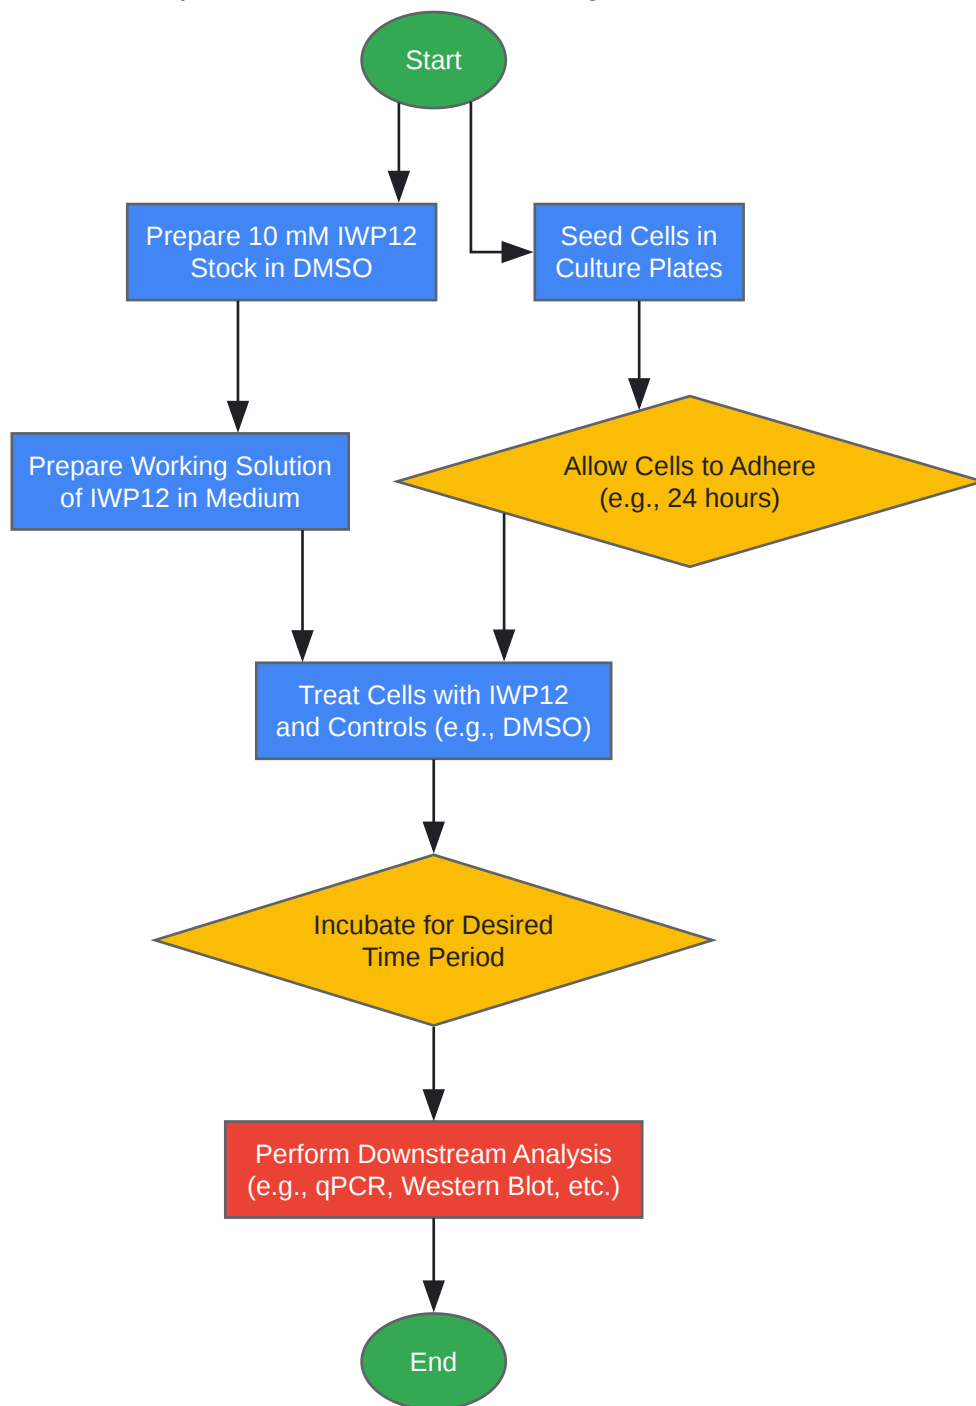 Start
Prepare 10 mM IWP12
Stock in DMSO
Seed Cells in
Culture Plates
Prepare Working Solution
of IWP12 in Medium
Allow Cells to Adhere
(e.g., 24 hours)
Treat Cells with IWP12
and Controls (e.g., DMSO)
Incubate for Desired
Time Period
Perform Downstream Analysis
(e.g., qPCR, Western Blot, etc.)
End